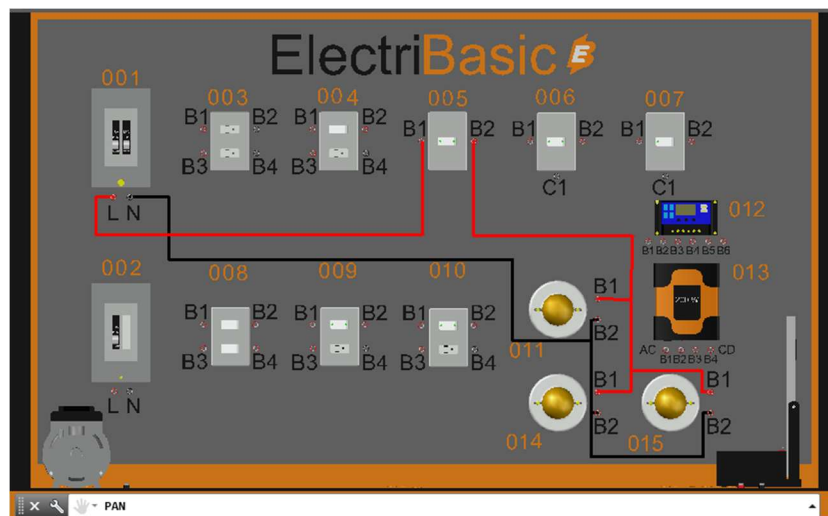 ElectriBasic
001
003
004
005
006
007
B1 B2
B3 B4
B1 B2
B3 B4
B1 B2
B1 B2
C1
B1 B2
C1
L N
012
B1 B2 B3 B4 B5 B6
002
008
009
010
013
B1 B2
B3 B4
B1 B2
B3 B4
B1 B2
B3 B4
L N
B1
B2
011
AC CD
B1 B2 B3 B4
B1
B2
014
B1
B2
015
PAN